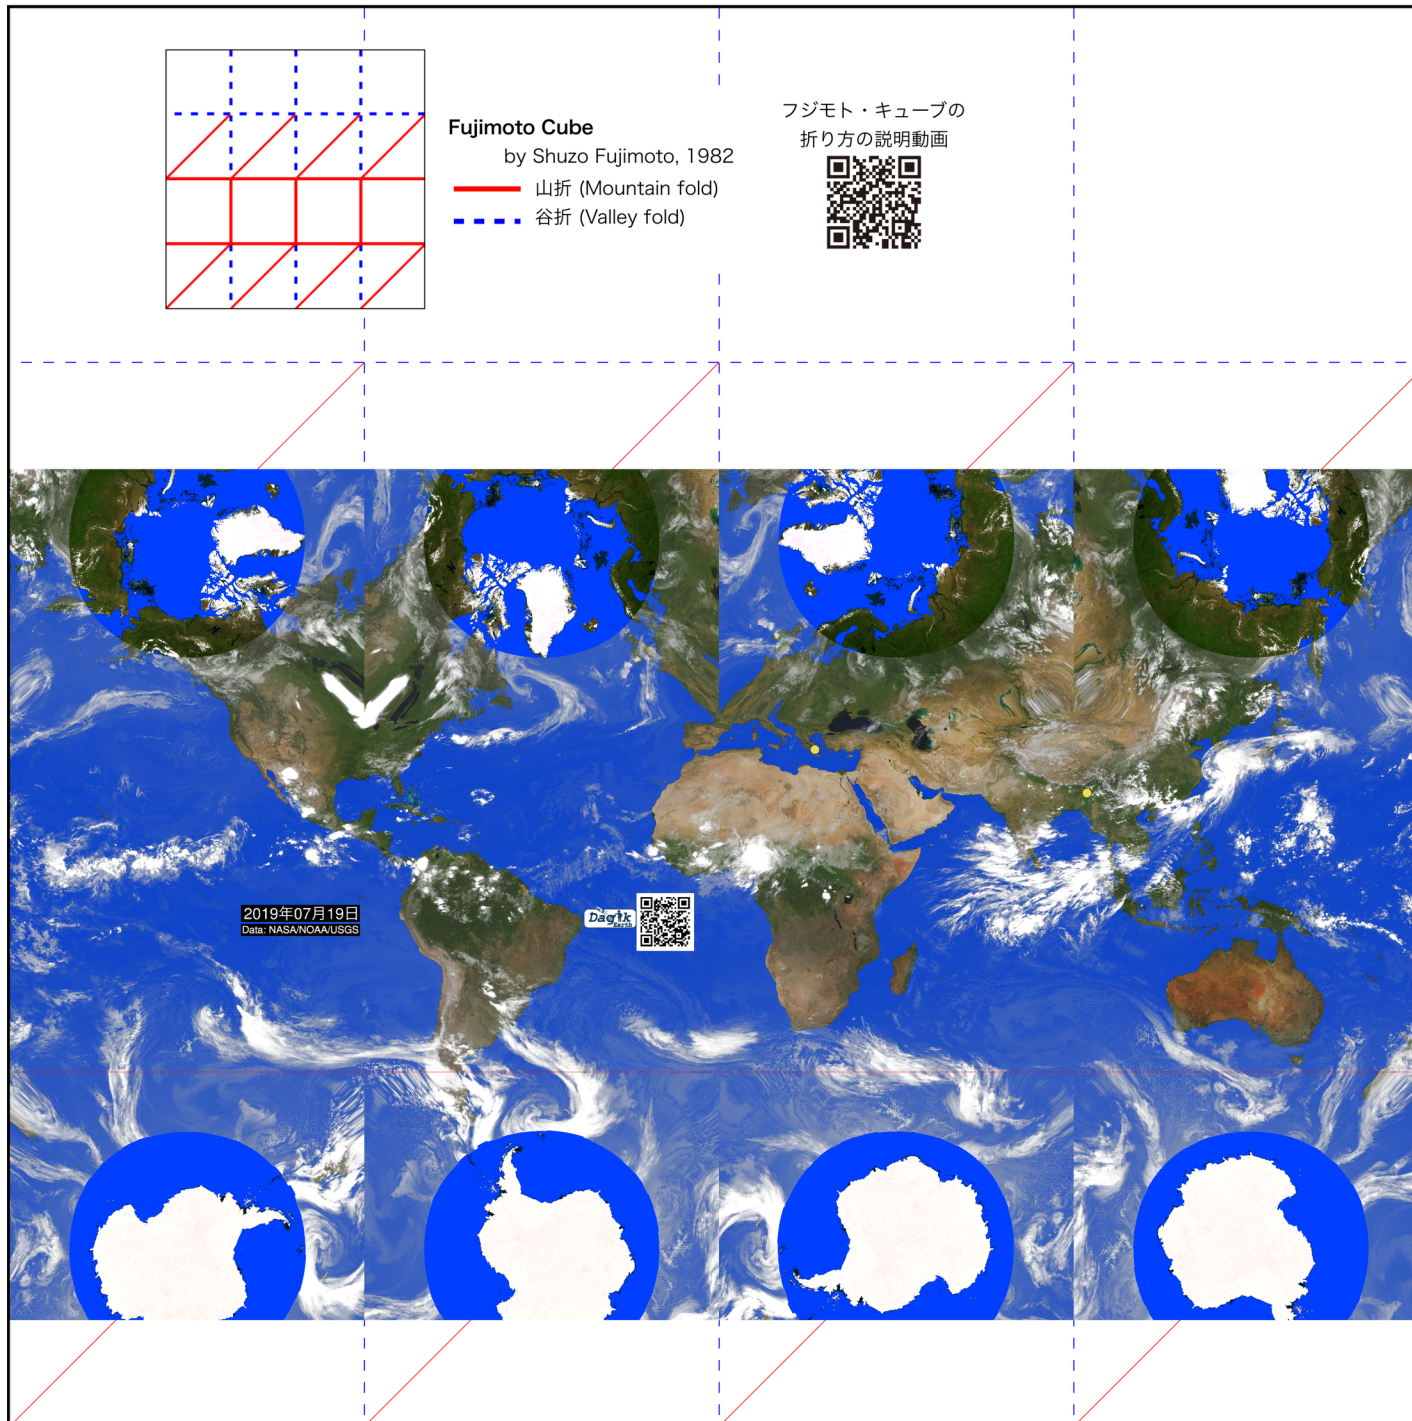 Fujimoto Cube
by Shuzo Fujimoto, 1982
山折 (Mountain fold)
谷折 (Valley fold)
フジモト・キューブの
折り方の説明動画
2019年07月19日
Data: NASA/NOAA/USGS
Dagik
Earth